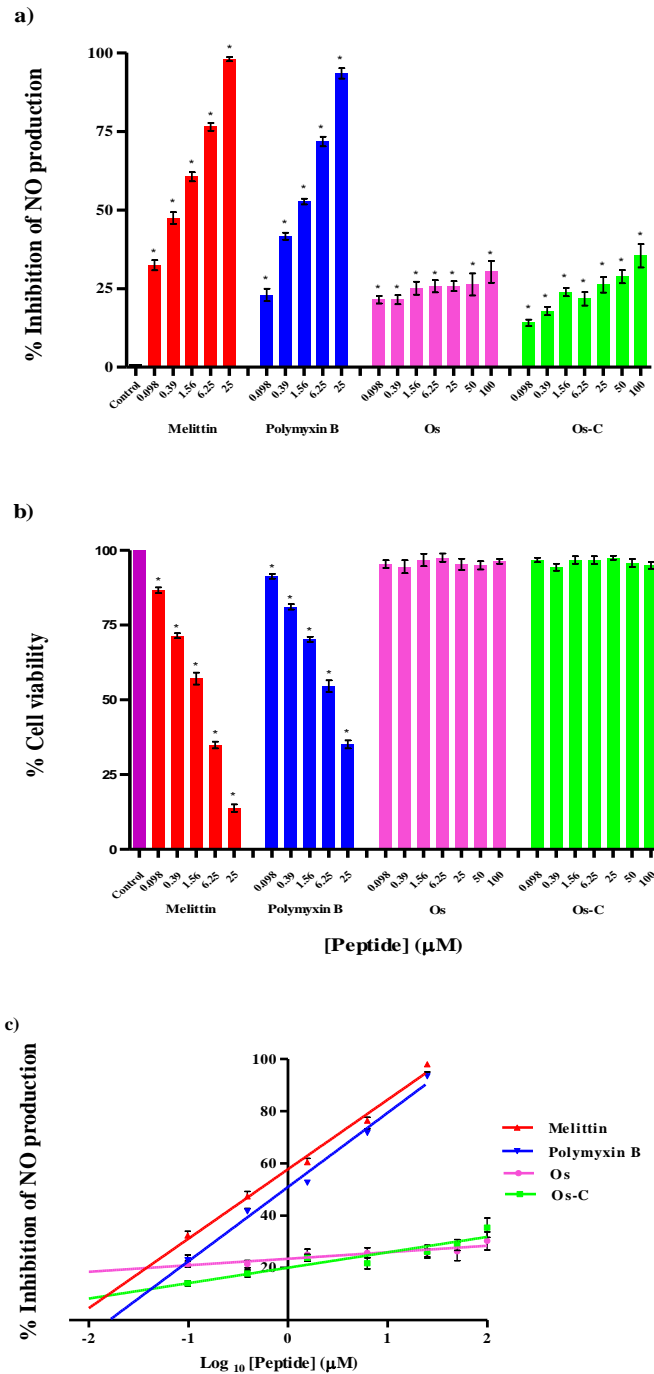 a)
% Inhibition of NO production
100
75
50
25
0
* * * * * * * * * * * * * * * * * * * * * * * *
Control 0.098 0.39 1.56 6.25 25 0.098 0.39 1.56 6.25 25 0.098 0.39 1.56 6.25 25 50 100 0.098 0.39 1.56 6.25 25 50 100
Melittin Polymyxin B Os Os-C
b)
% Cell viability
100
75
50
25
0
* * * * * * * * * *
Control 0.098 0.39 1.56 6.25 25 0.098 0.39 1.56 6.25 25 0.098 0.39 1.56 6.25 25 50 100 0.098 0.39 1.56 6.25 25 50 100
Melittin Polymyxin B Os Os-C
[Peptide] (µM)
c)
% Inhibition of NO production
100
80
60
40
20
-2 -1 0 1 2
Log 10 [Peptide] (µM)
Melittin
Polymyxin B
Os
Os-C